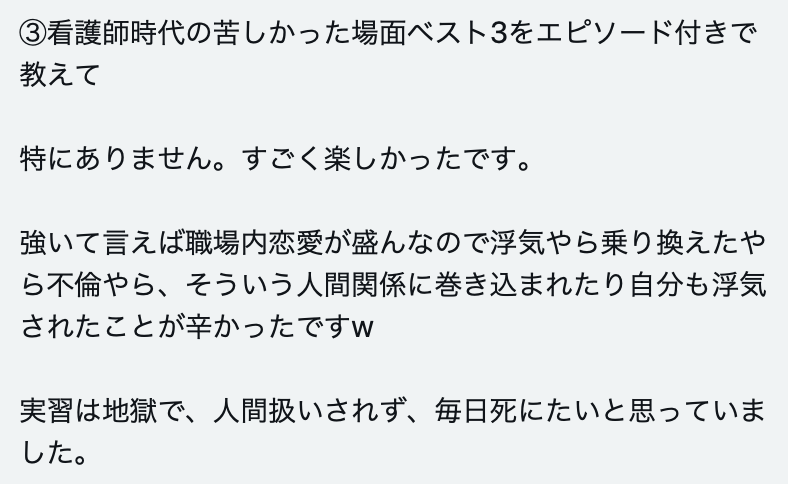 ③看護師時代の苦しかった場面ベスト3をエピソード付きで
教えて
特にありません。すごく楽しかったです。
強いて言えば職場内恋愛が盛んなので浮気やら乗り換えたや
ら不倫やら、そういう人間関係に巻き込まれたり自分も浮気
されたことが辛かったですw
実習は地獄で、人間扱いされず、毎日死にたいと思っていま
した。